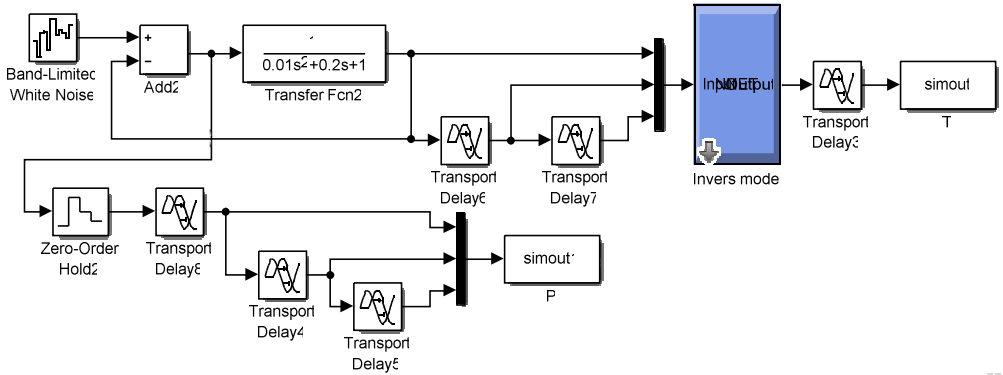 Band-Limited
White Noise
+
−
Add2
0.01s²+0.2s+1
Transfer Fcn2
Transport
Delay6
Transport
Delay7
Invers mode
Transport
Delay3
simout
T
Zero-Order
Hold2
Transport
Delay8
Transport
Delay4
Transport
Delay5
simout1
P